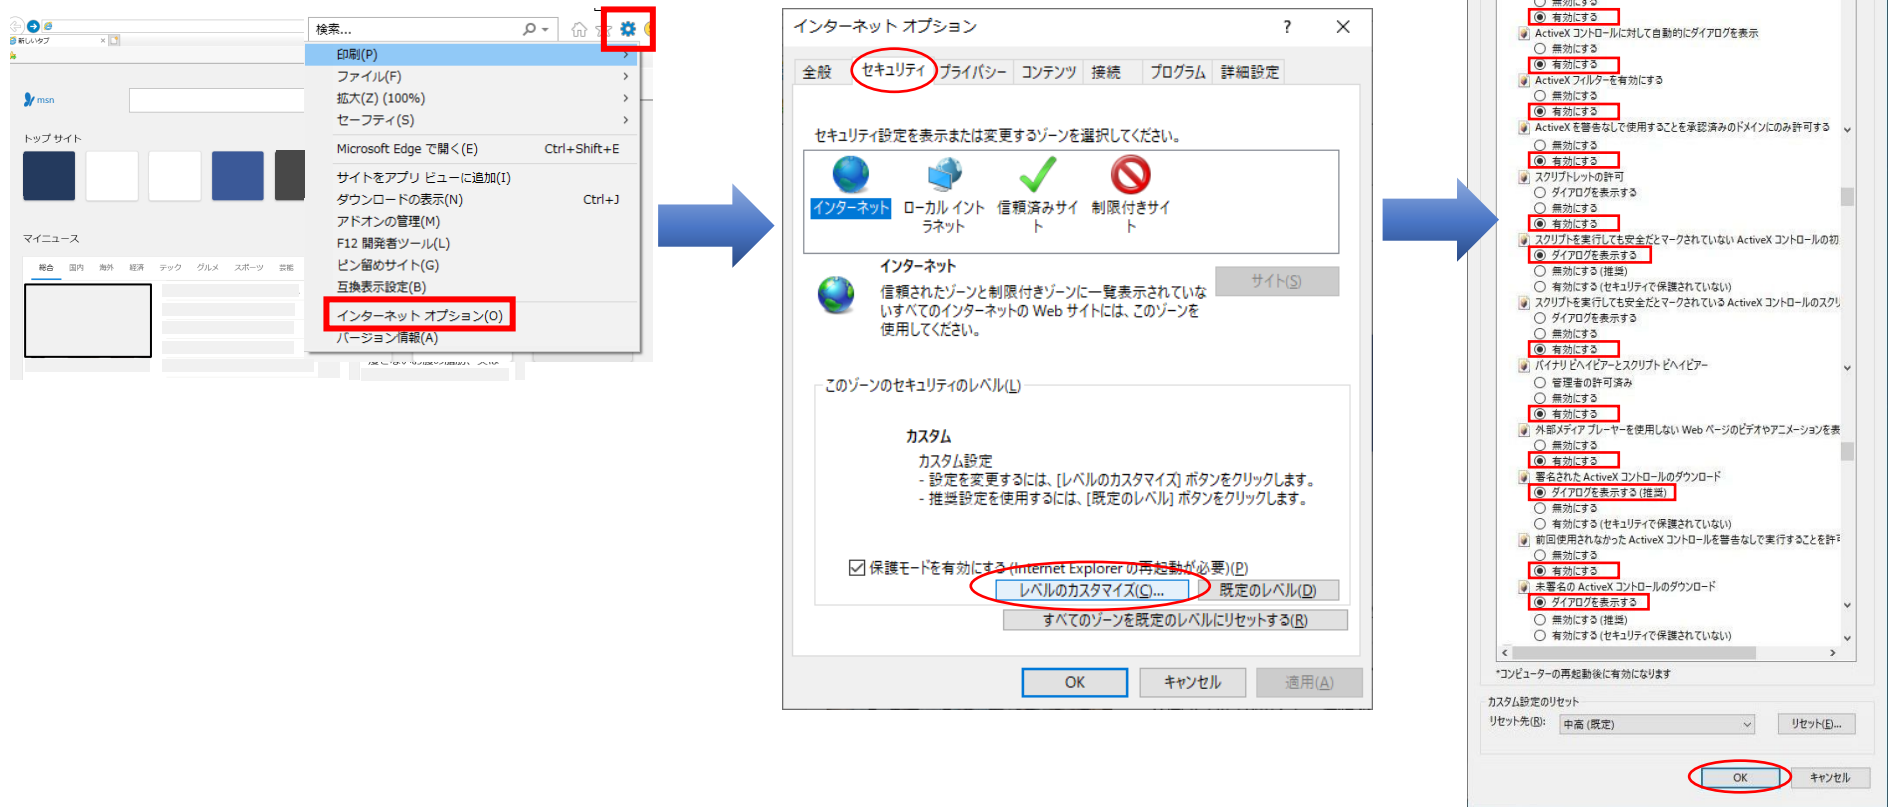 新しいタブ
msn
トップ サイト
マイニュース
総合 国内 海外 経済 テック グルメ スポーツ 芸能
検索...
印刷(P)
ファイル(F)
拡大(Z) (100%)
セーフティ(S)
Microsoft Edge で開く(E) Ctrl+Shift+E
サイトをアプリ ビューに追加(I)
ダウンロードの表示(N) Ctrl+J
アドオンの管理(M)
F12 開発者ツール(L)
ピン留めサイト(G)
互換表示設定(B)
インターネット オプション(O)
バージョン情報(A)
インターネット オプション
全般 セキュリティ プライバシー コンテンツ 接続 プログラム 詳細設定
セキュリティ設定を表示または変更するゾーンを選択してください。
インターネット ローカル イントラネット 信頼済みサイト 制限付きサイト
インターネット
サイト(S)
信頼されたゾーンと制限付きゾーンに一覧表示されていな
いすべてのインターネットの Web サイトには、このゾーンを
使用してください。
このゾーンのセキュリティのレベル(L)
カスタム
カスタム設定
- 設定を変更するには、[レベルのカスタマイズ] ボタンをクリックします。
- 推奨設定を使用するには、[既定のレベル] ボタンをクリックします。
保護モードを有効にする (Internet Explorer の再起動が必要)(P)
レベルのカスタマイズ(C)... 既定のレベル(D)
すべてのゾーンを既定のレベルにリセットする(R)
OK キャンセル 適用(A)
無効にする
有効にする
ActiveX コントロールに対して自動的にダイアログを表示
無効にする
有効にする
ActiveX フィルターを有効にする
無効にする
有効にする
ActiveX を警告なしで使用することを承認済みのドメインにのみ許可する
無効にする
有効にする
スクリプトレットの許可
ダイアログを表示する
無効にする
有効にする
スクリプトを実行しても安全だとマークされていない ActiveX コントロールの初
ダイアログを表示する
無効にする (推奨)
有効にする (セキュリティで保護されていない)
スクリプトを実行しても安全だとマークされている ActiveX コントロールのスクリ
ダイアログを表示する
無効にする
有効にする
バイナリ ビヘイビアーとスクリプト ビヘイビアー
管理者の許可済み
無効にする
有効にする
外部メディア プレーヤーを使用しない Web ページのビデオやアニメーションを表
無効にする
有効にする
署名された ActiveX コントロールのダウンロード
ダイアログを表示する (推奨)
無効にする
有効にする (セキュリティで保護されていない)
前回使用されなかった ActiveX コントロールを警告なしで実行することを許可
無効にする
有効にする
未署名の ActiveX コントロールのダウンロード
ダイアログを表示する
無効にする (推奨)
有効にする (セキュリティで保護されていない)
*コンピューターの再起動後に有効になります
カスタム設定のリセット
リセット先(R): 中高 (既定) リセット(E)...
OK キャンセル